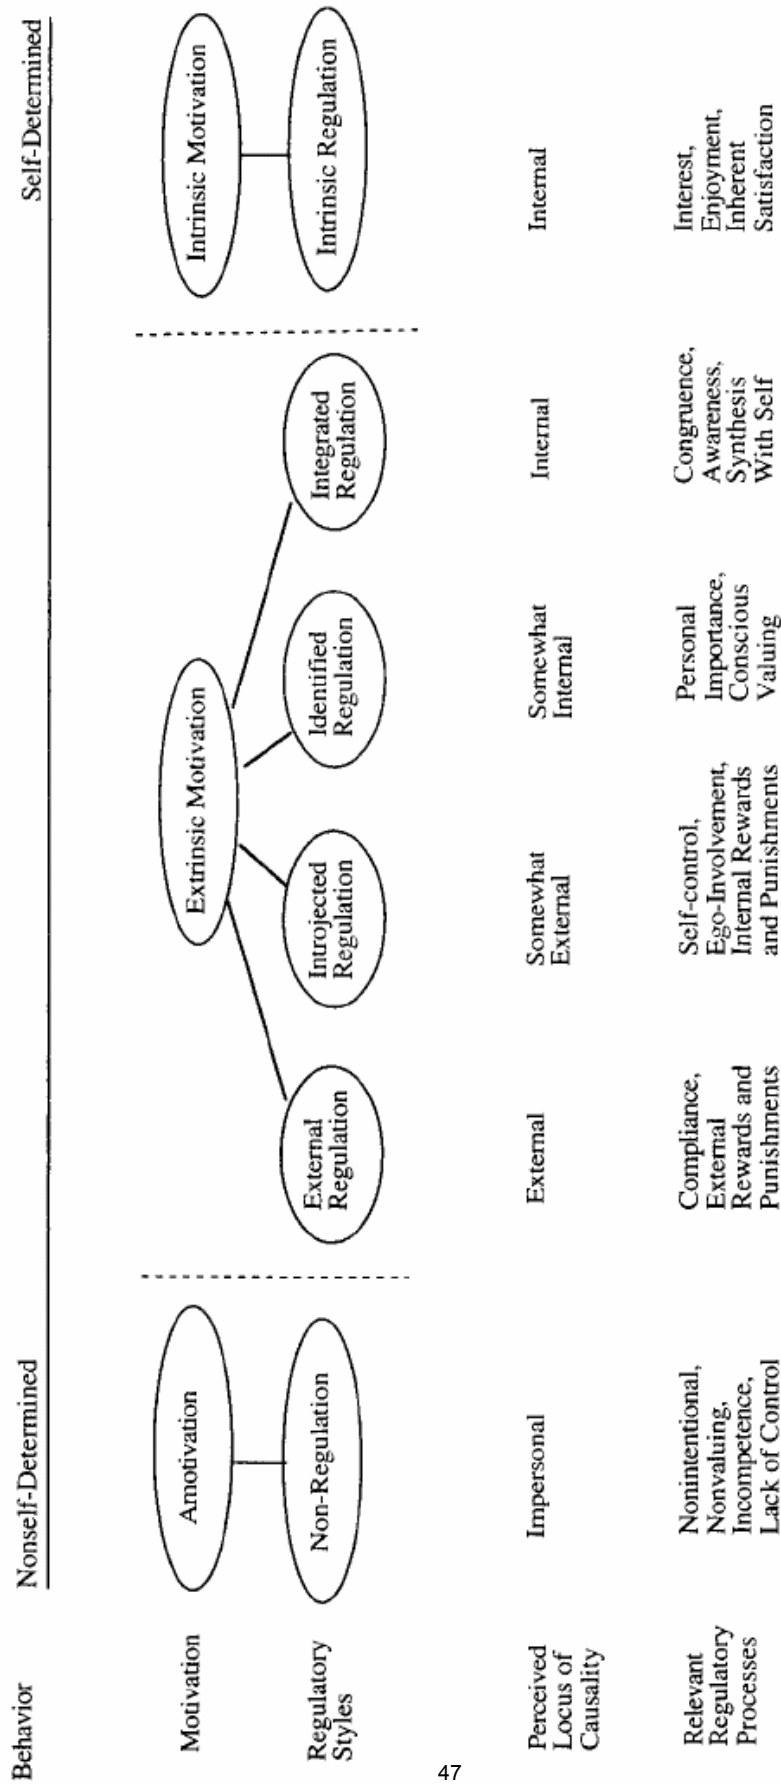 Behavior
Nonself-Determined
Self-Determined
Motivation
Amotivation
Extrinsic Motivation
Intrinsic Motivation
Regulatory
Styles
Non-Regulation
External
Regulation
Introjected
Regulation
Identified
Regulation
Integrated
Regulation
Intrinsic Regulation
Perceived
Locus of
Causality
Impersonal
External
Somewhat
External
Somewhat
Internal
Internal
Internal
Relevant
Regulatory
Processes
Nonintentional,
Nonvaluing,
Incompetence,
Lack of Control
Compliance,
External
Rewards and
Punishments
Self-control,
Ego-Involvement,
Internal Rewards
and Punishments
Personal
Importance,
Conscious
Valuing
Congruence,
Awareness,
Synthesis
With Self
Interest,
Enjoyment,
Inherent
Satisfaction
47